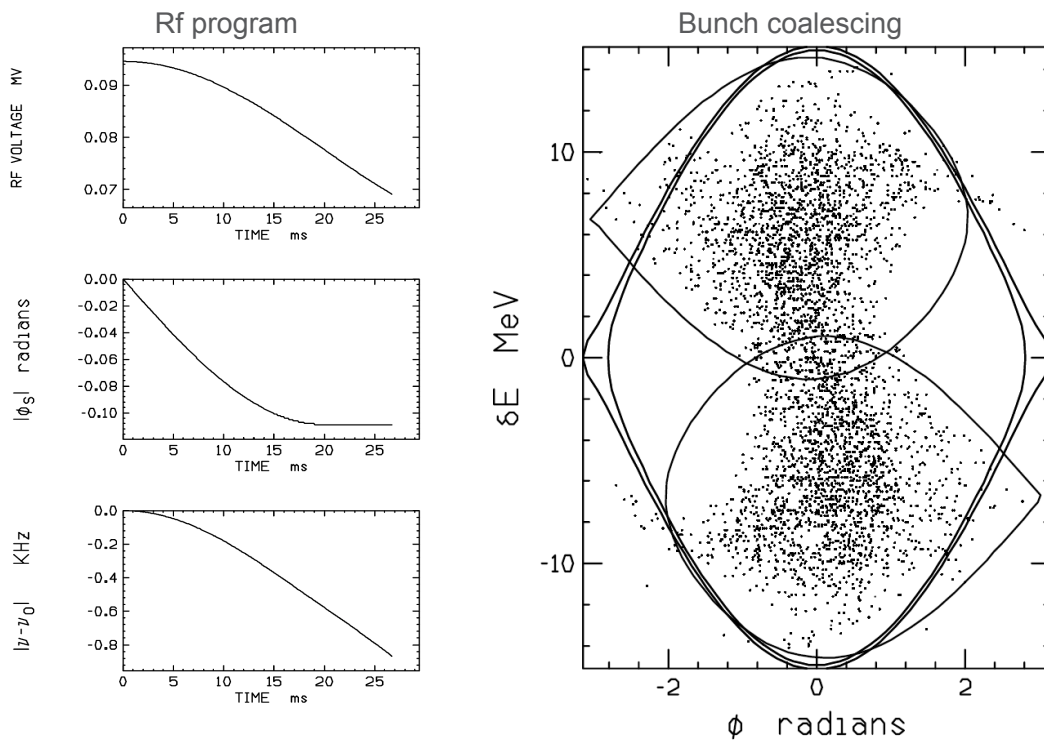 Rf program
RF VOLTAGE MV
0.09
0.08
0.07
0 5 10 15 20 25
TIME ms
|ϕS| radians
0.00
-0.02
-0.04
-0.06
-0.08
-0.10
0 5 10 15 20 25
TIME ms
|ν-ν0| KHz
0.0
-0.2
-0.4
-0.6
-0.8
0 5 10 15 20 25
TIME ms
Bunch coalescing
δE MeV
10
0
-10
-2 0 2
ϕ radians